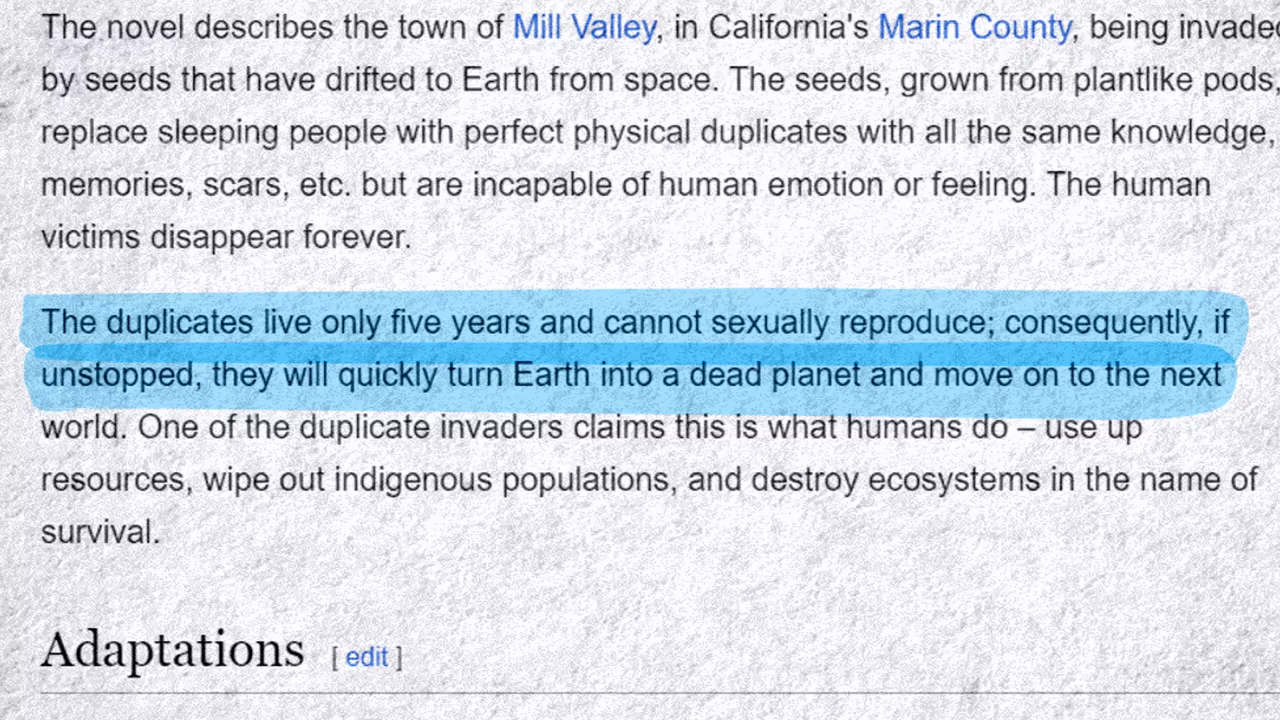 The novel describes the town of Mill Valley, in California's Marin County, being invaded
by seeds that have drifted to Earth from space. The seeds, grown from plantlike pods,
replace sleeping people with perfect physical duplicates with all the same knowledge,
memories, scars, etc. but are incapable of human emotion or feeling. The human
victims disappear forever.
The duplicates live only five years and cannot sexually reproduce; consequently, if
unstopped, they will quickly turn Earth into a dead planet and move on to the next
world. One of the duplicate invaders claims this is what humans do – use up
resources, wipe out indigenous populations, and destroy ecosystems in the name of
survival.
Adaptations [ edit ]